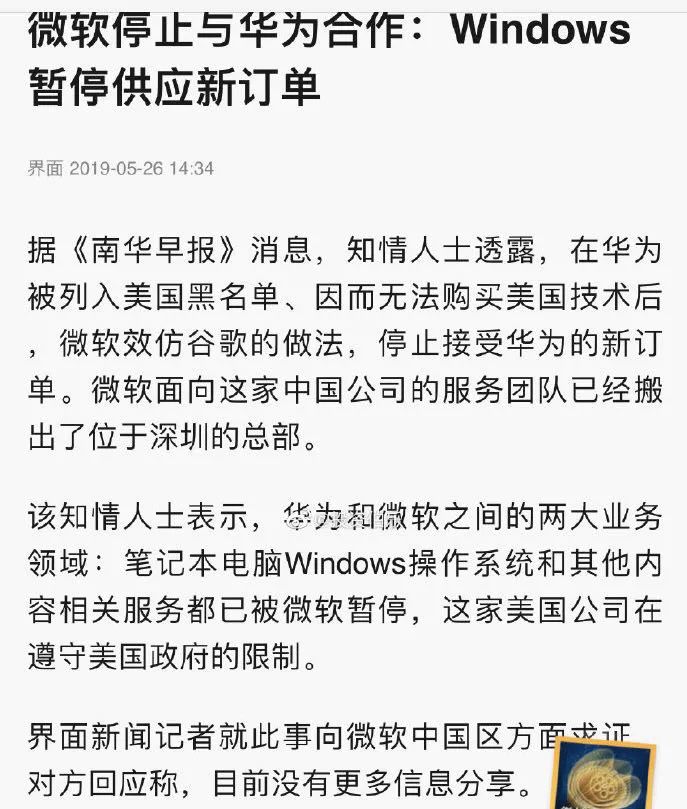 微软停止与华为合作：Windows
暂停供应新订单
界面 2019-05-26 14:34
据《南华早报》消息，知情人士透露，在华为
被列入美国黑名单、因而无法购买美国技术后
，微软效仿谷歌的做法，停止接受华为的新订
单。微软面向这家中国公司的服务团队已经搬
出了位于深圳的总部。
该知情人士表示，华为和微软之间的两大业务
领域：笔记本电脑Windows操作系统和其他内
容相关服务都已被微软暂停，这家美国公司在
遵守美国政府的限制。
界面新闻记者就此事向微软中国区方面求证，
对方回应称，目前没有更多信息分享。